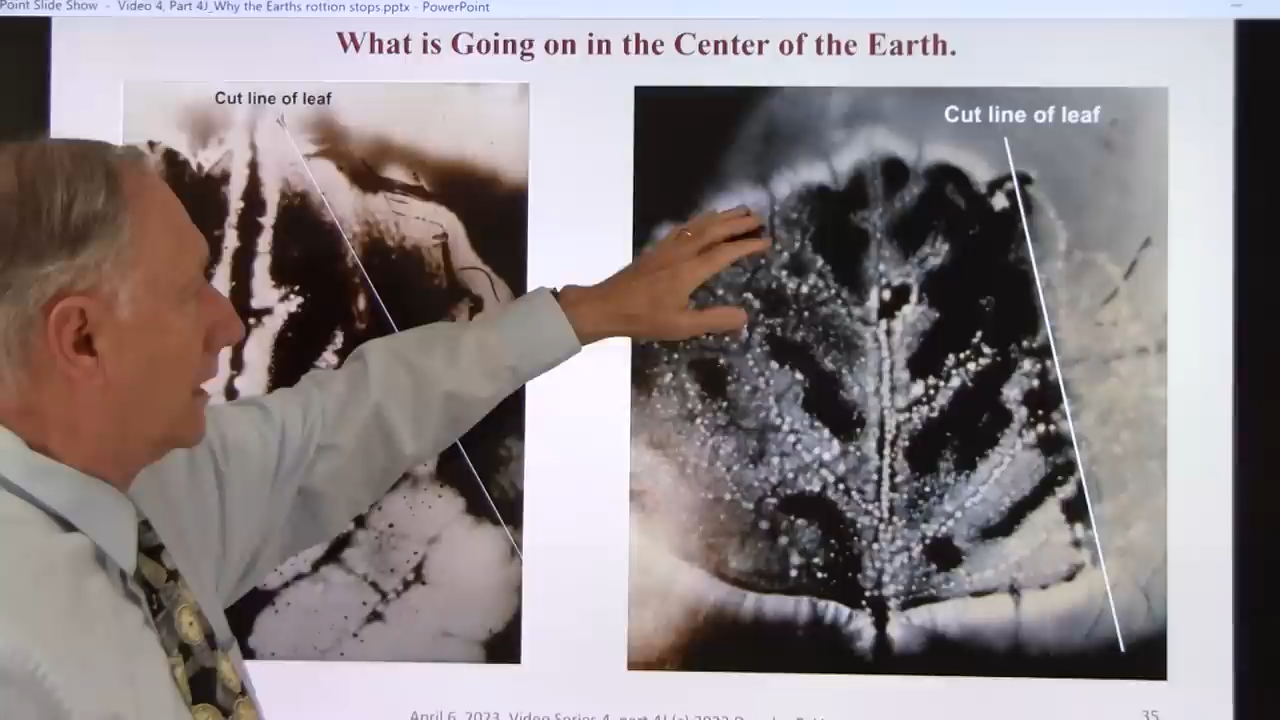 Point Slide Show - Video 4, Part 4J_Why the Earths rottion stops.pptx - PowerPoint
What is Going on in the Center of the Earth.
Cut line of leaf
Cut line of leaf
April 6, 2023, Video Series 4, part 4J (c) 2023
35